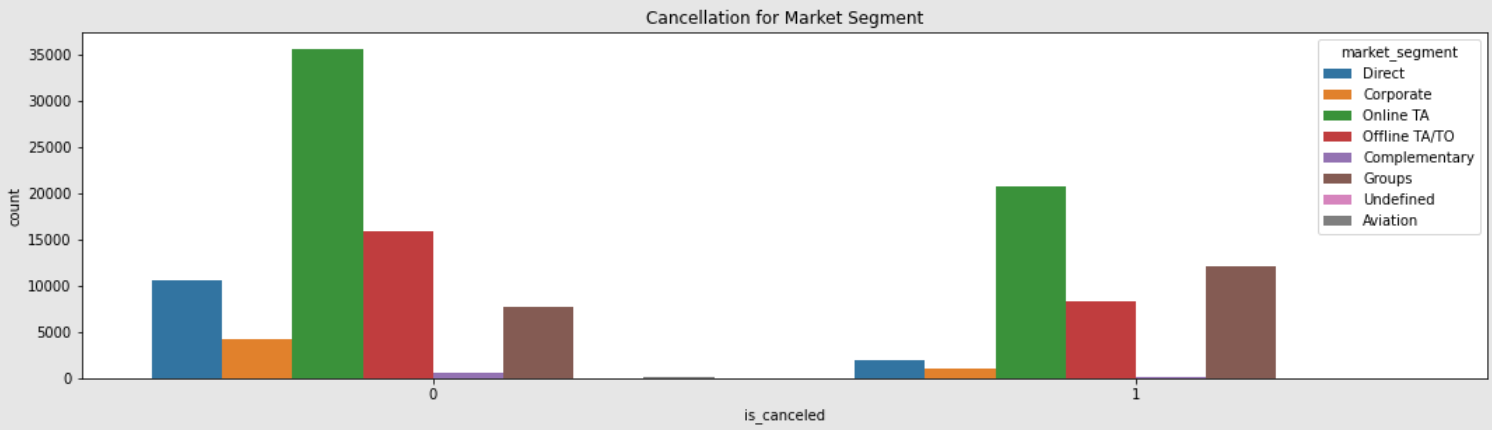 Cancellation for Market Segment
35000
30000
25000
20000
15000
10000
5000
0
count
0
1
is_canceled
market_segment
Direct
Corporate
Online TA
Offline TA/TO
Complementary
Groups
Undefined
Aviation